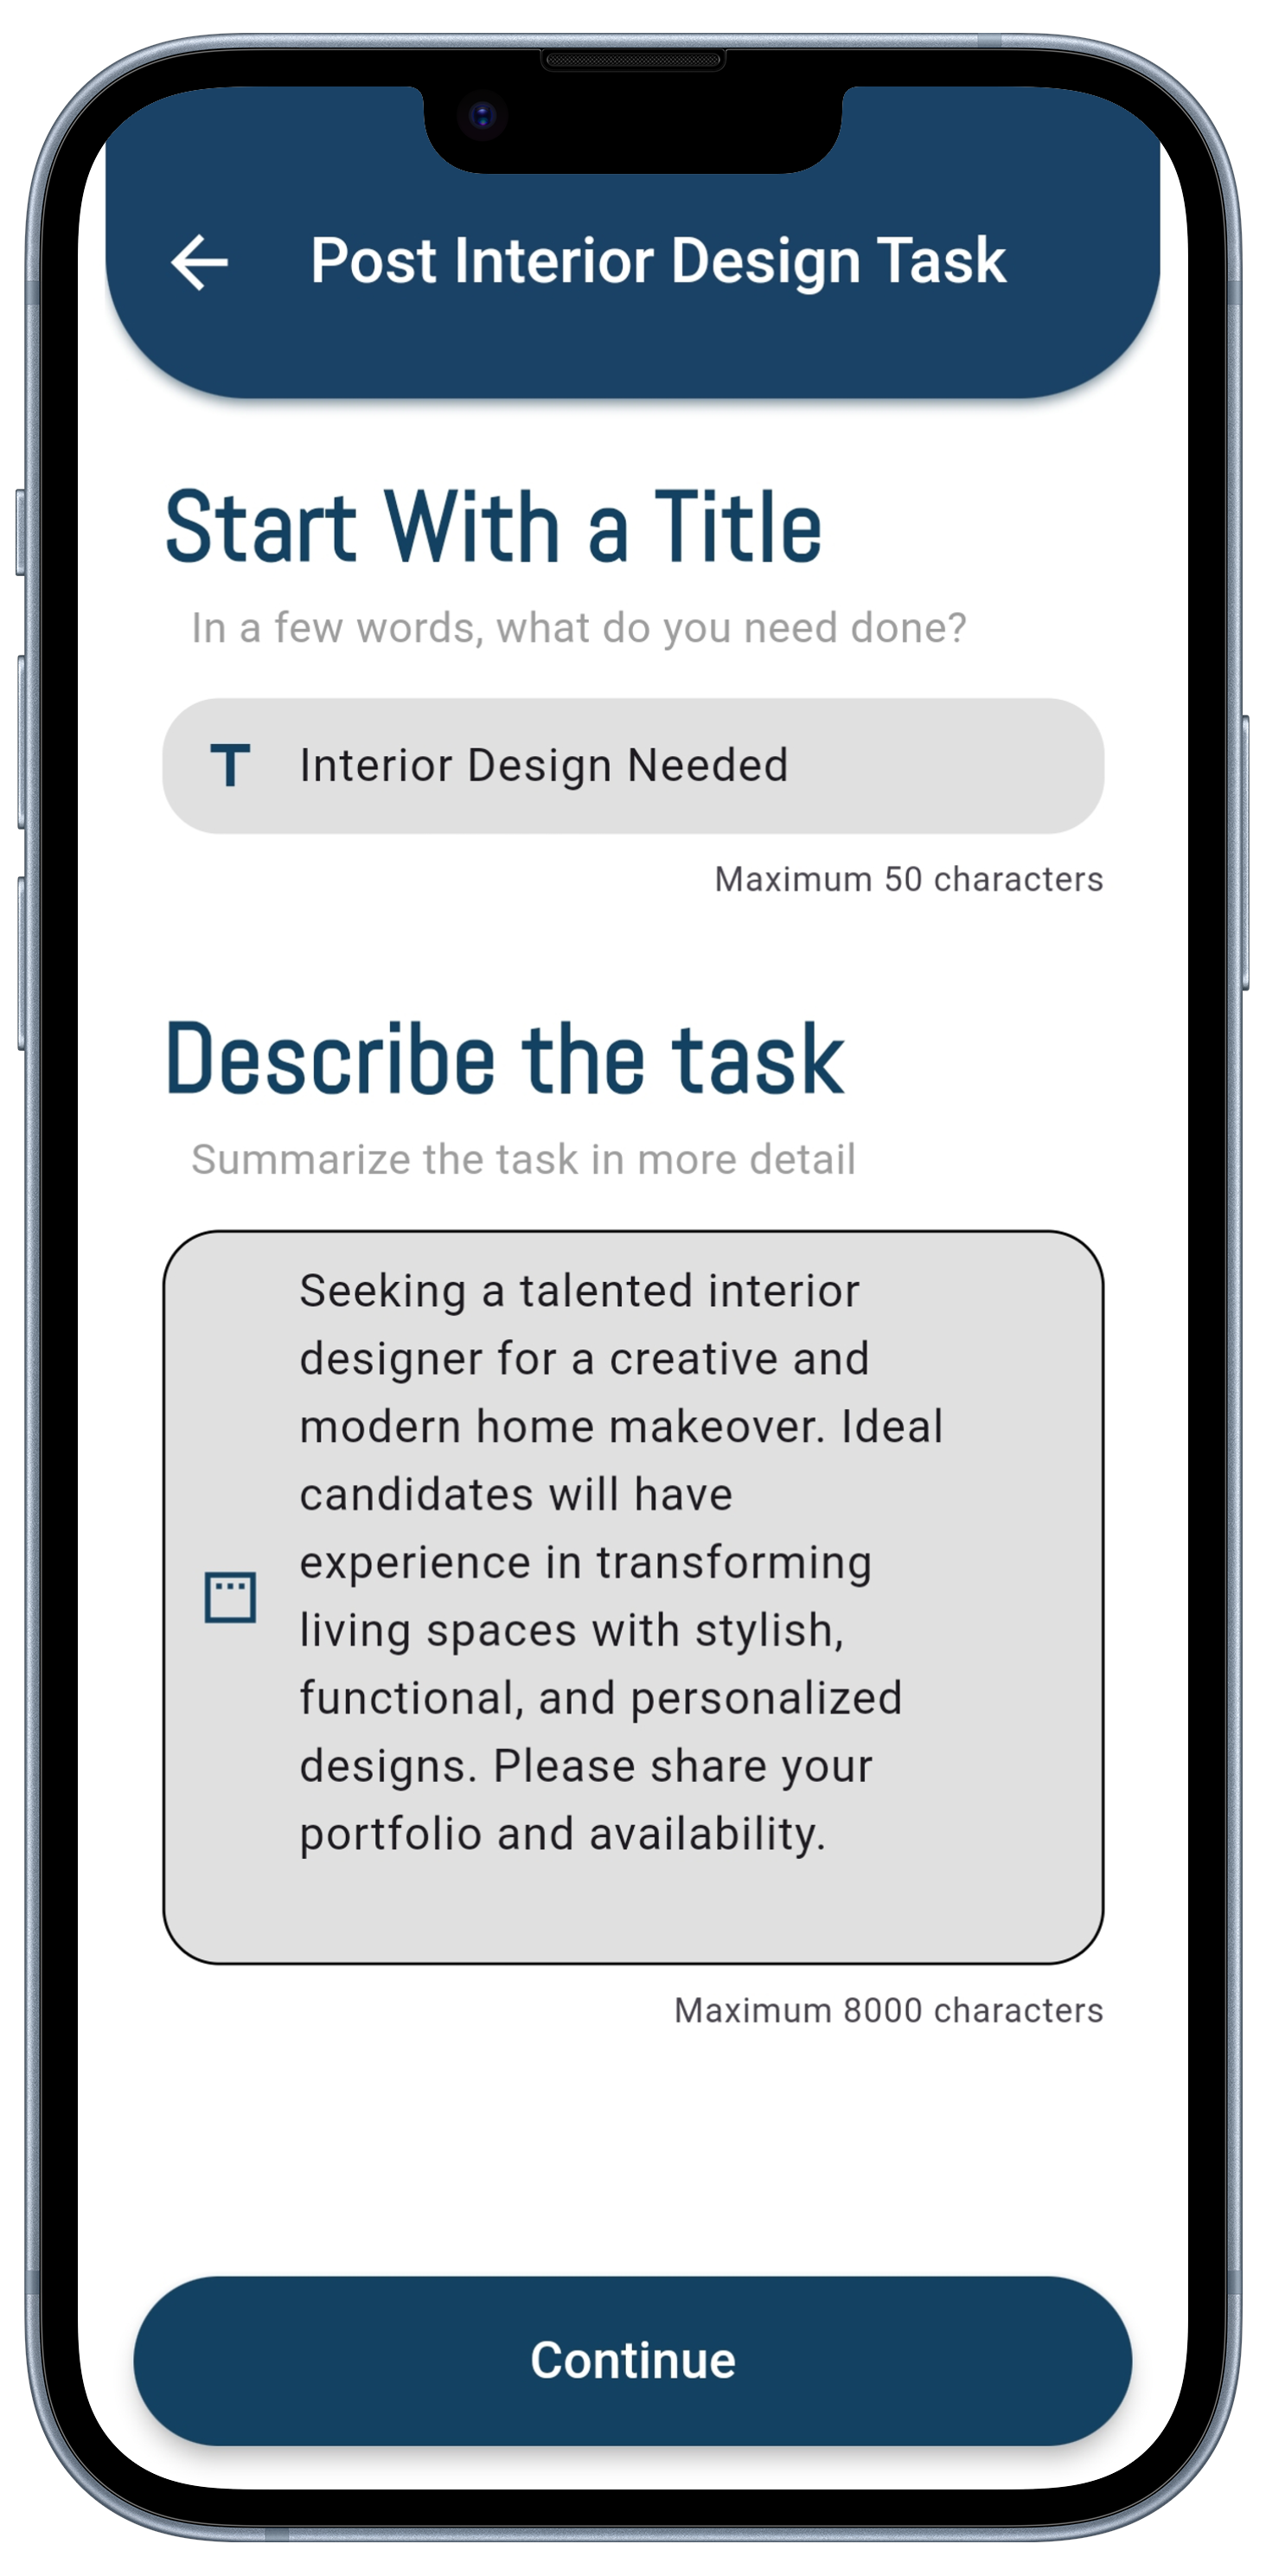 Post Interior Design Task
Start With a Title
In a few words, what do you need done?
T
Interior Design Needed
Maximum 50 characters
Describe the task
Summarize the task in more detail
Seeking a talented interior
designer for a creative and
modern home makeover. Ideal
candidates will have
experience in transforming
living spaces with stylish,
functional, and personalized
designs. Please share your
portfolio and availability.
Maximum 8000 characters
Continue